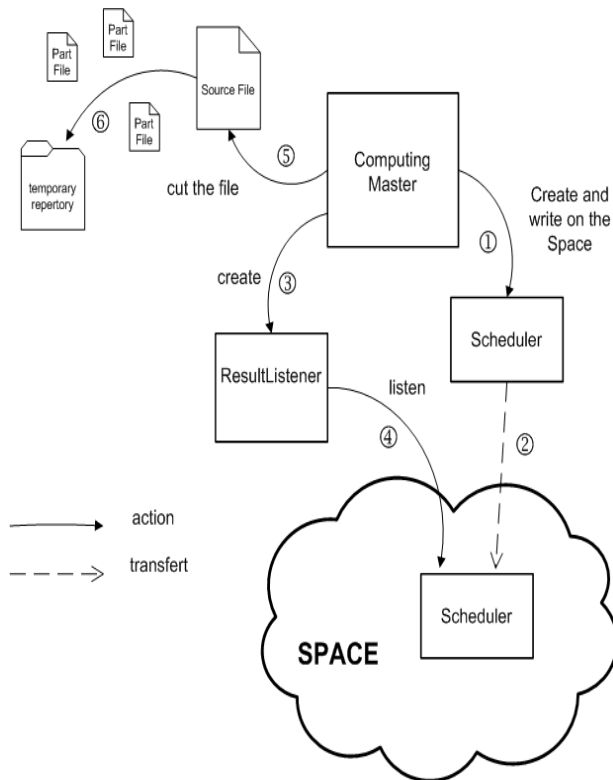 Part
File
Part
File
Source File
Part
File
⑥
temporary
repertory
cut the file
⑤
Computing
Master
Create and
write on the
Space
①
create
③
ResultListener
Scheduler
listen
④
②
action
transfert
Scheduler
SPACE